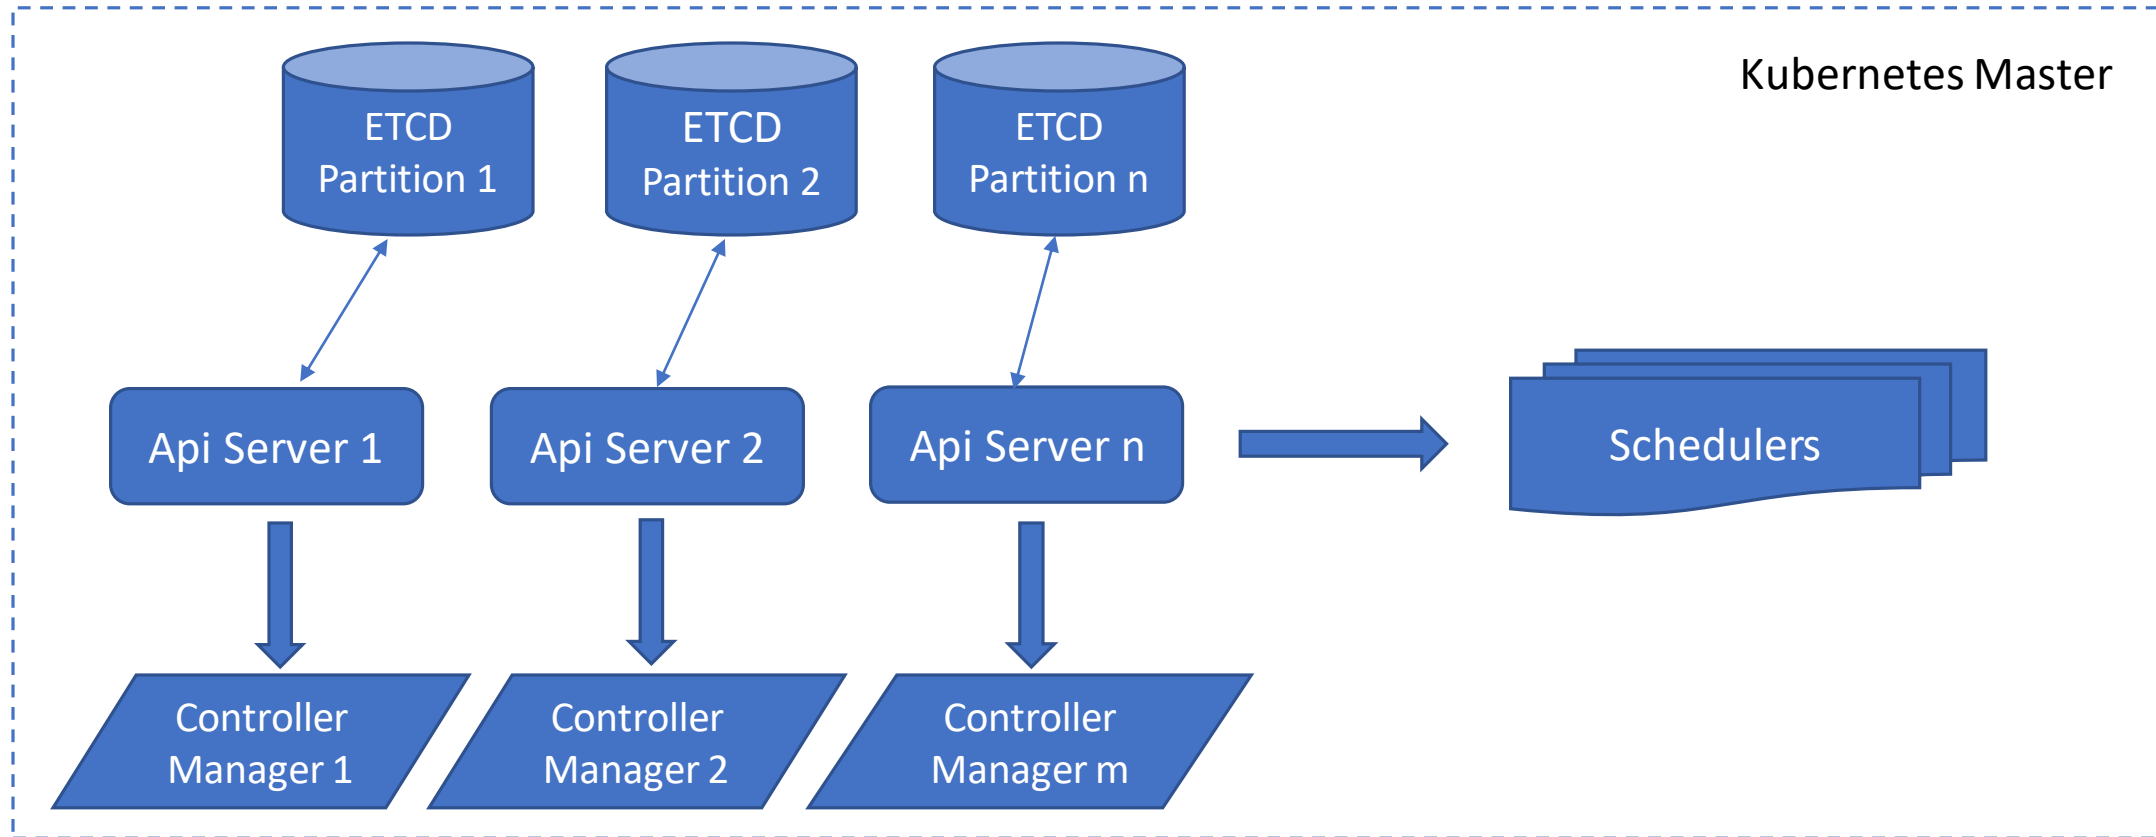 Kubernetes Master
ETCD
Partition 1
ETCD
Partition 2
ETCD
Partition n
Api Server 1
Api Server 2
Api Server n
Schedulers
Controller
Manager 1
Controller
Manager 2
Controller
Manager m